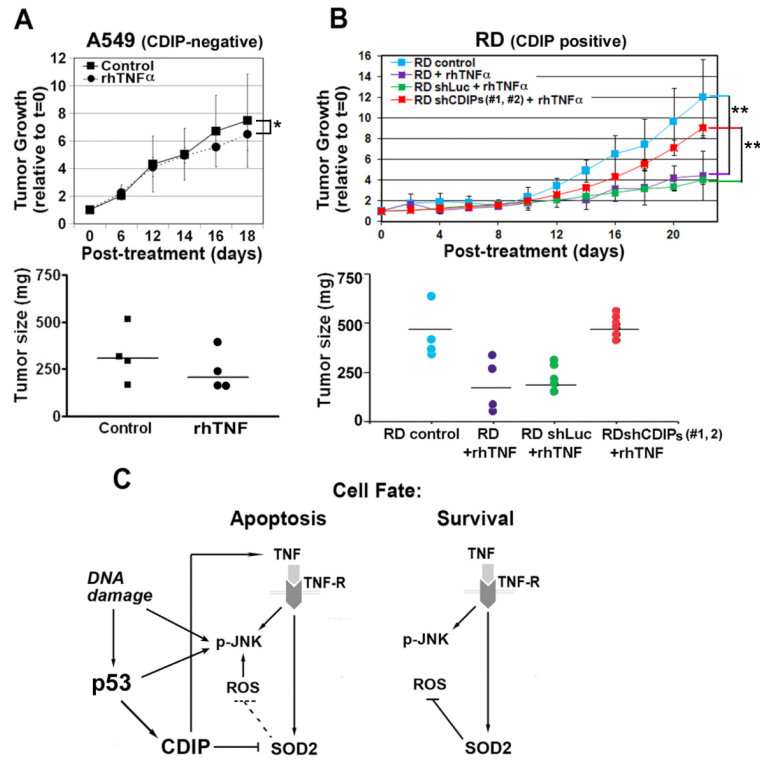 A
A549 (CDIP-negative)
Control
rhTNFα
12
10
8
6
4
2
0
Tumor Growth
(relative to t=0)
*
0 6 12 14 16 18
Post-treatment (days)
750
500
250
0
Tumor size (mg)
Control rhTNF
B
RD (CDIP positive)
RD control
RD + rhTNFα
RD shLuc + rhTNFα
RD shCDIPs (#1, #2) + rhTNFα
16
14
12
10
8
6
4
2
0
Tumor Growth
(relative to t=0)
**
**
0 4 8 12 16 20
Post-treatment (days)
750
500
250
0
Tumor size (mg)
RD control RD RD shLuc RDshCDIPs (#1, 2)
+rhTNF +rhTNF +rhTNF
C
Cell Fate:
Apoptosis Survival
TNF
TNF-R
DNA
damage
p-JNK
p53
ROS
CDIP
SOD2
TNF
TNF-R
p-JNK
ROS
SOD2